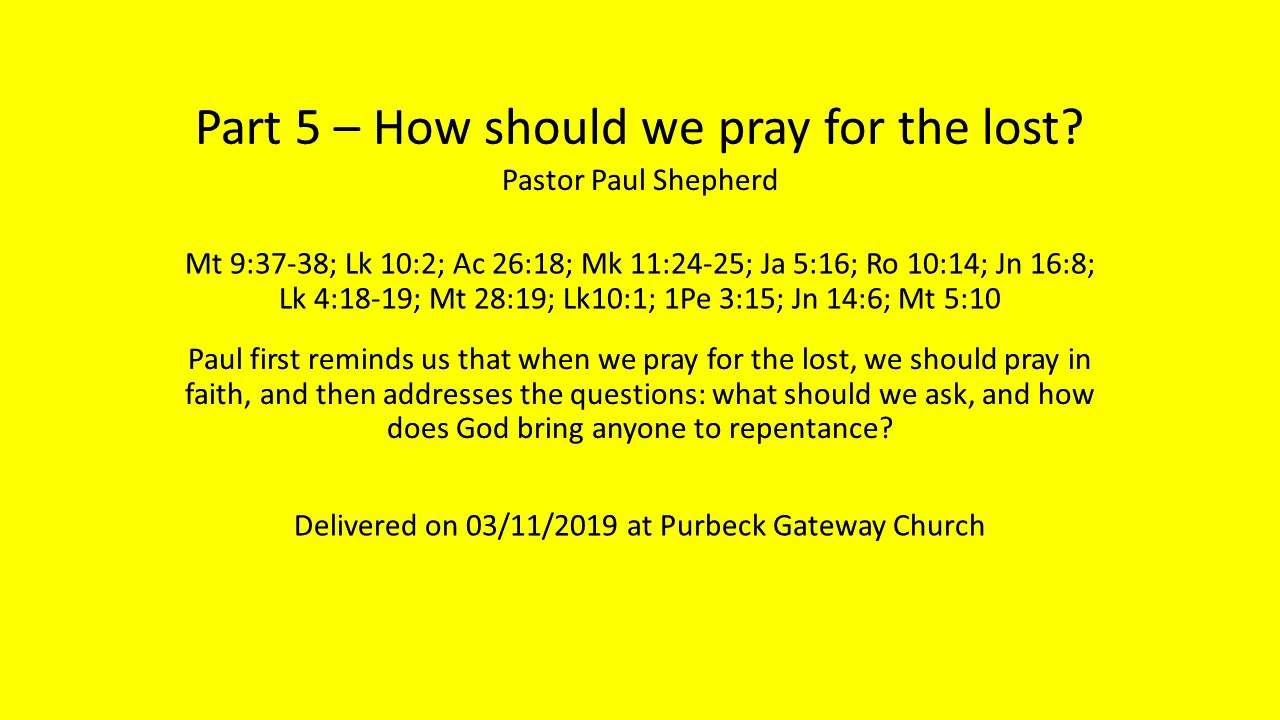 Part 5 – How should we pray for the lost?
Pastor Paul Shepherd
Mt 9:37-38; Lk 10:2; Ac 26:18; Mk 11:24-25; Ja 5:16; Ro 10:14; Jn 16:8;
Lk 4:18-19; Mt 28:19; Lk10:1; 1Pe 3:15; Jn 14:6; Mt 5:10
Paul first reminds us that when we pray for the lost, we should pray in
faith, and then addresses the questions: what should we ask, and how
does God bring anyone to repentance?
Delivered on 03/11/2019 at Purbeck Gateway Church